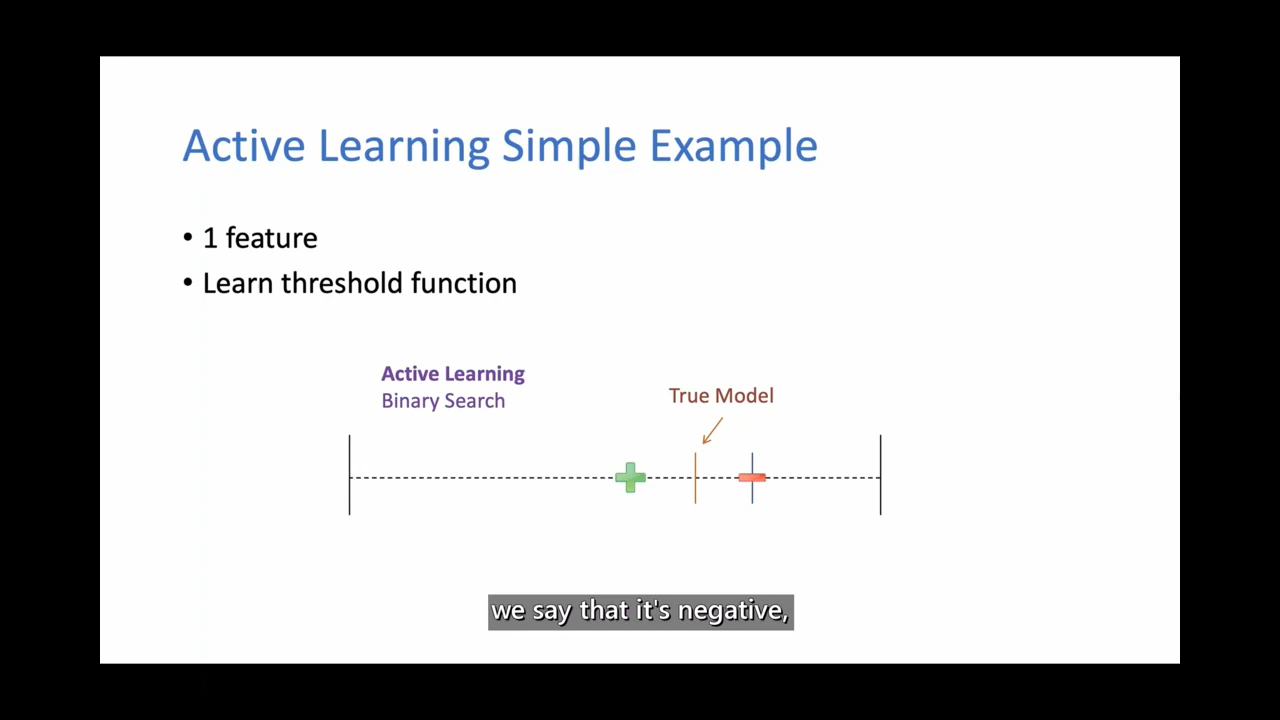 Active Learning Simple Example
• 1 feature
• Learn threshold function
Active Learning
Binary Search
True Model
we say that it's negative,